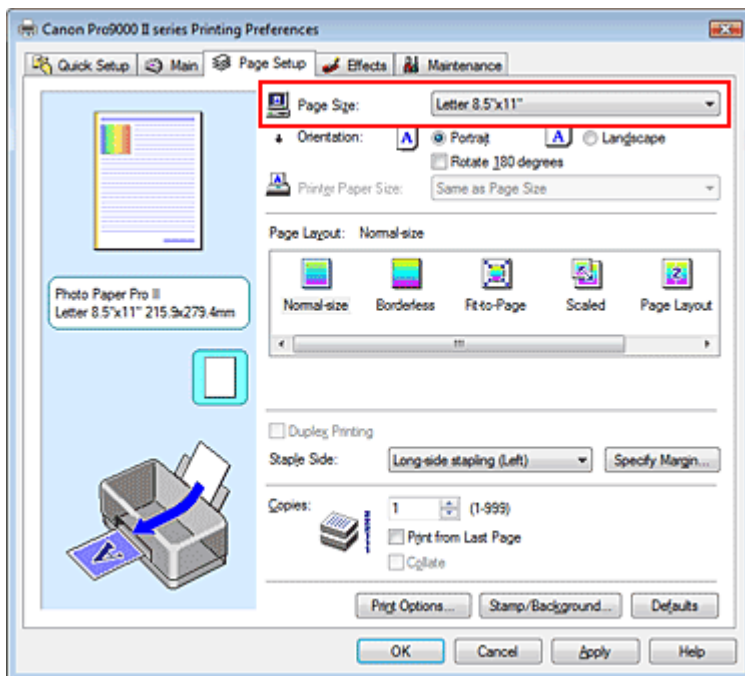 Canon Pro9000 II series Printing Preferences
Quick Setup Main Page Setup Effects Maintenance
Page Size: Letter 8.5"x11"
Orientation: A Portrait A Landscape
Rotate 180 degrees
Printer Paper Size: Same as Page Size
Page Layout: Normal-size
Normal-size Borderless Fit-to-Page Scaled Page Layout
Photo Paper Pro II
Letter 8.5"x11" 215.9x279.4mm
Duplex Printing
Staple Side: Long-side stapling (Left) Specify Margin...
Copies: 1 (1-999)
Print from Last Page
Collate
Print Options... Stamp/Background... Defaults
OK Cancel Apply Help